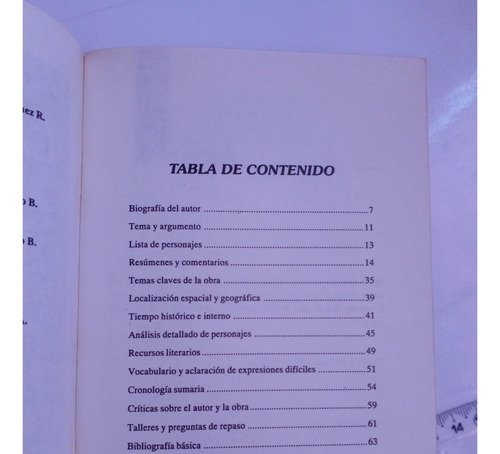 ez R.
B.
B.
TABLA DE CONTENIDO
Biografía del autor ........ 7
Tema y argumento ........ 11
Lista de personajes ........ 13
Resúmenes y comentarios ........ 14
Temas claves de la obra ........ 35
Localización espacial y geográfica ........ 39
Tiempo histórico e interno ........ 41
Análisis detallado de personajes ........ 45
Recursos literarios ........ 49
Vocabulario y aclaración de expresiones difíciles ........ 51
Cronología sumaria ........ 54
Críticas sobre el autor y la obra ........ 59
Talleres y preguntas de repaso ........ 61
Bibliografía básica ........ 63
14